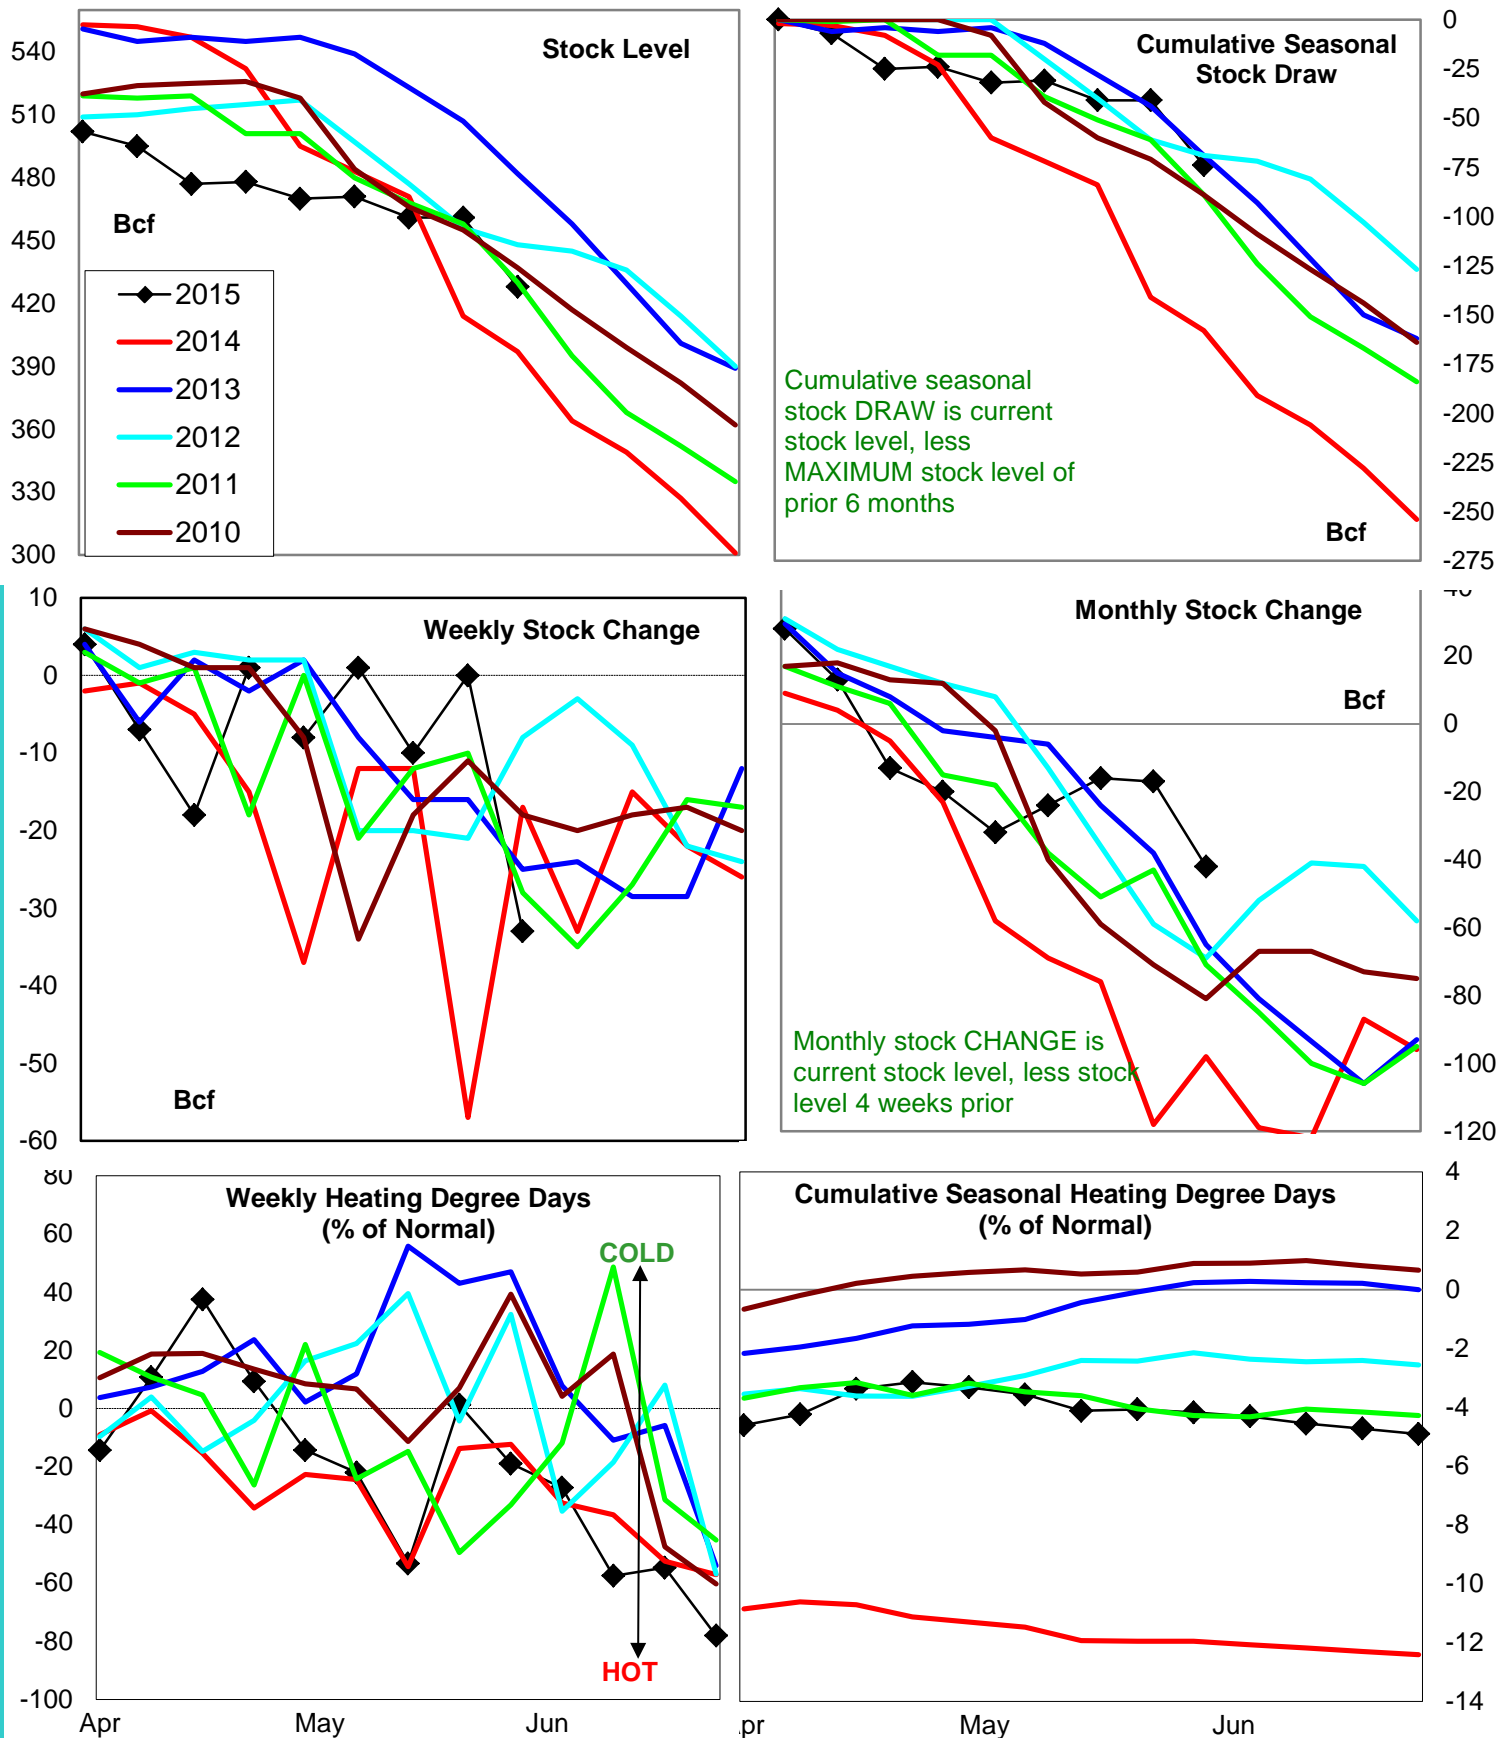 Stock Level
540
510
480
450
420
390
360
330
300
Bcf
2015
2014
2013
2012
2011
2010
Cumulative Seasonal
Stock Draw
0
-25
-50
-75
-100
-125
-150
-175
-200
-225
-250
-275
Cumulative seasonal
stock DRAW is current
stock level, less
MAXIMUM stock level of
prior 6 months
Bcf
Weekly Stock Change
10
0
-10
-20
-30
-40
-50
-60
Bcf
Monthly Stock Change
40
20
0
-20
-40
-60
-80
-100
-120
Bcf
Monthly stock CHANGE is
current stock level, less stock
level 4 weeks prior
Weekly Heating Degree Days
(% of Normal)
80
60
40
20
0
-20
-40
-60
-80
-100
COLD
HOT
Apr May Jun
Cumulative Seasonal Heating Degree Days
(% of Normal)
4
2
0
-2
-4
-6
-8
-10
-12
-14
pr May Jun